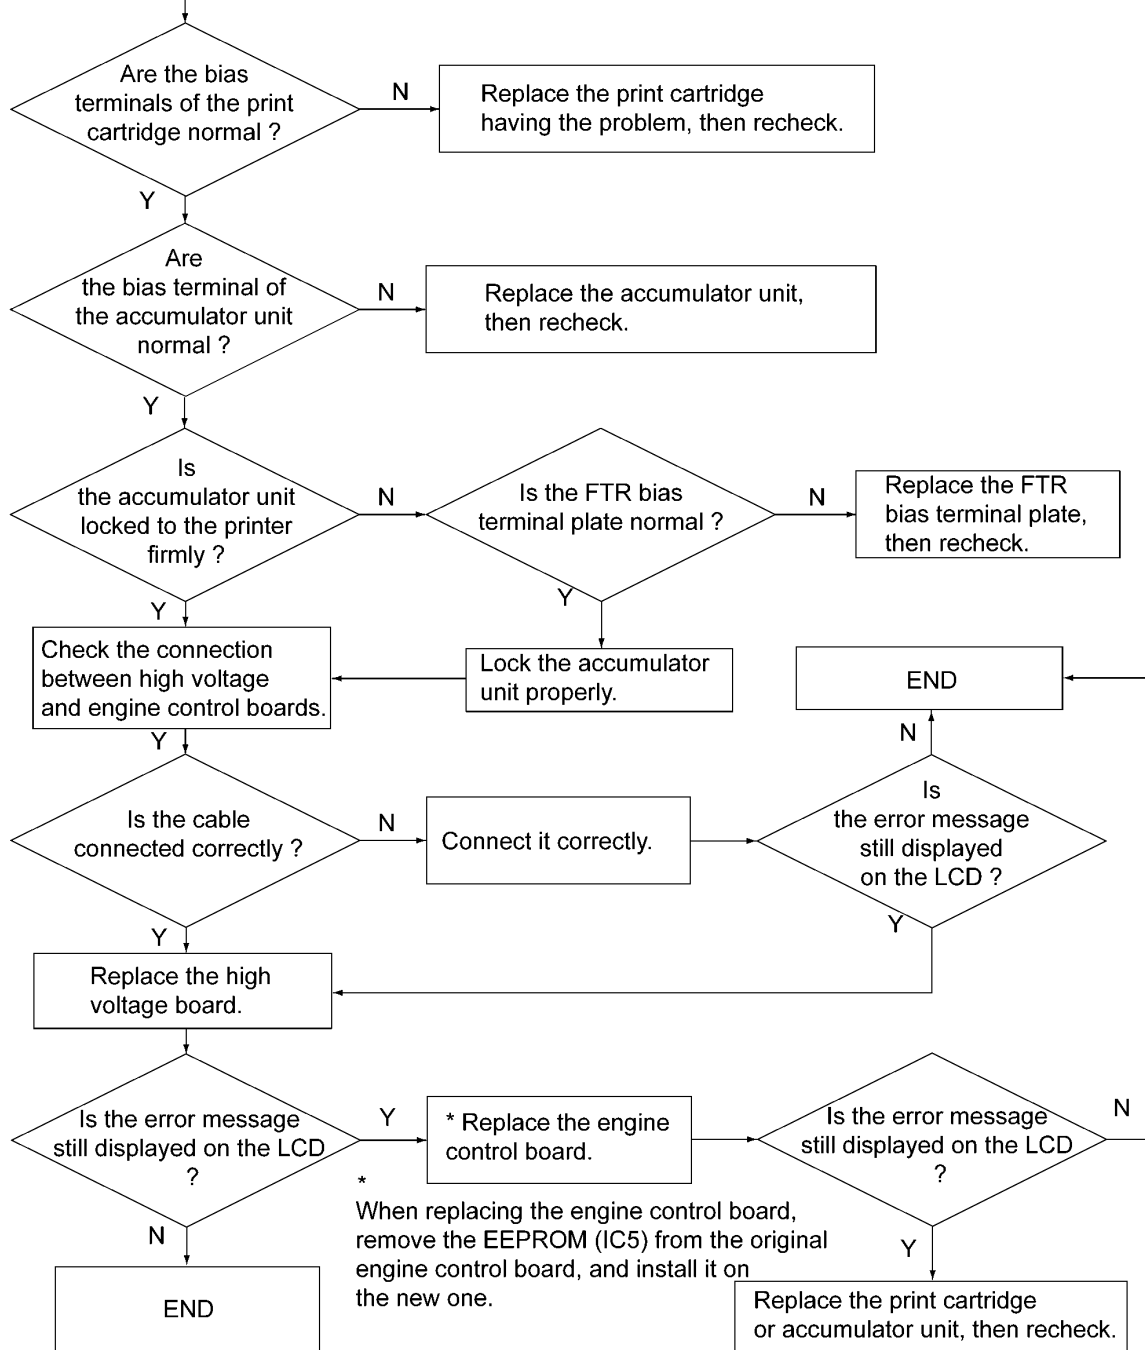 Are the bias
terminals of the print
cartridge normal ?
N
Replace the print cartridge
having the problem, then recheck.
Y
Are
the bias terminal of
the accumulator unit
normal ?
N
Replace the accumulator unit,
then recheck.
Y
Is
the accumulator unit
locked to the printer
firmly ?
N
Is the FTR bias
terminal plate normal ?
N
Replace the FTR
bias terminal plate,
then recheck.
Y
Y
Check the connection
between high voltage
and engine control boards.
Lock the accumulator
unit properly.
END
Y
N
Is the cable
connected correctly ?
N
Connect it correctly.
Is
the error message
still displayed
on the LCD ?
Y
Y
Replace the high
voltage board.
Is the error message
still displayed on the LCD
?
Y
* Replace the engine
control board.
Is the error message
still displayed on the LCD
?
N
*
When replacing the engine control board,
remove the EEPROM (IC5) from the original
engine control board, and install it on
the new one.
N
Y
END
Replace the print cartridge
or accumulator unit, then recheck.